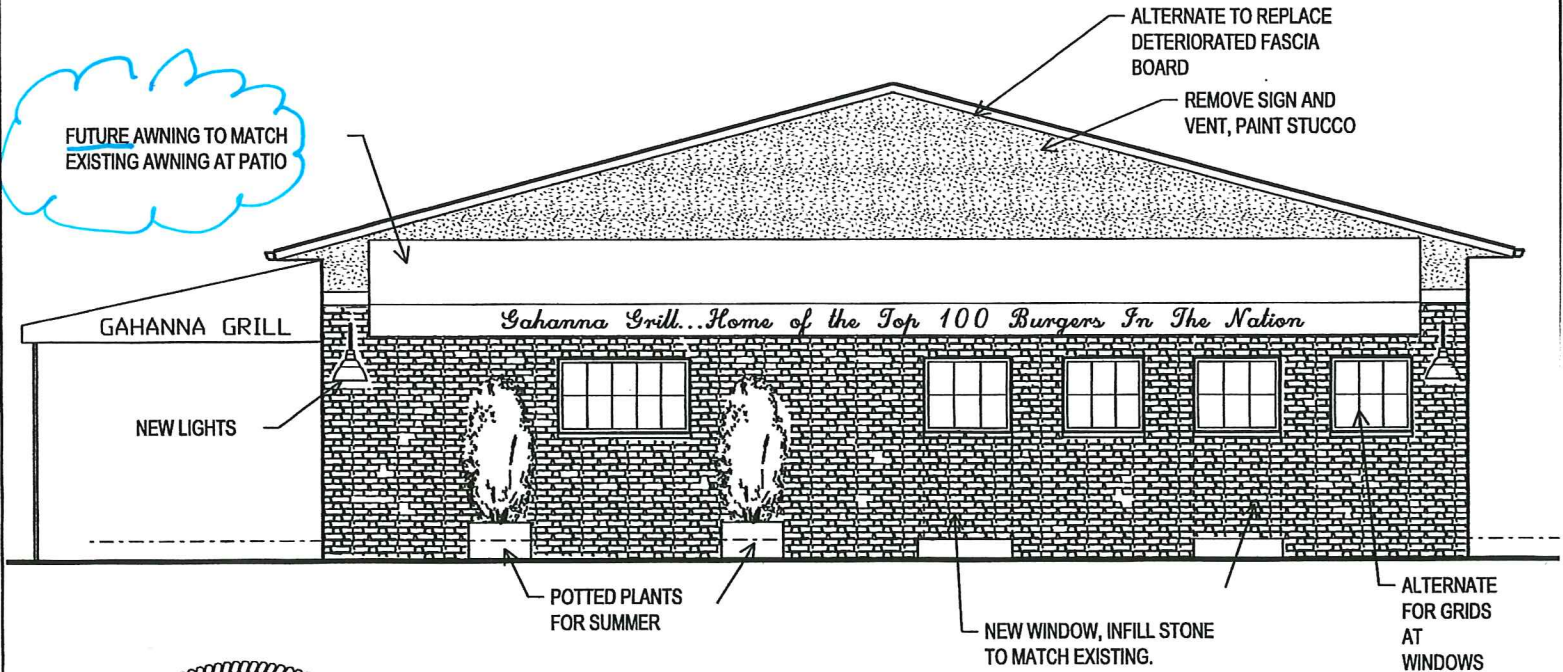 ALTERNATE TO REPLACE
DETERIORATED FASCIA
BOARD
REMOVE SIGN AND
VENT, PAINT STUCCO
FUTURE AWNING TO MATCH
EXISTING AWNING AT PATIO
GAHANNA GRILL
Gahanna Grill...Home of the Top 100 Burgers In The Nation
NEW LIGHTS
POTTED PLANTS
FOR SUMMER
NEW WINDOW, INFILL STONE
TO MATCH EXISTING.
ALTERNATE
FOR GRIDS
AT
WINDOWS